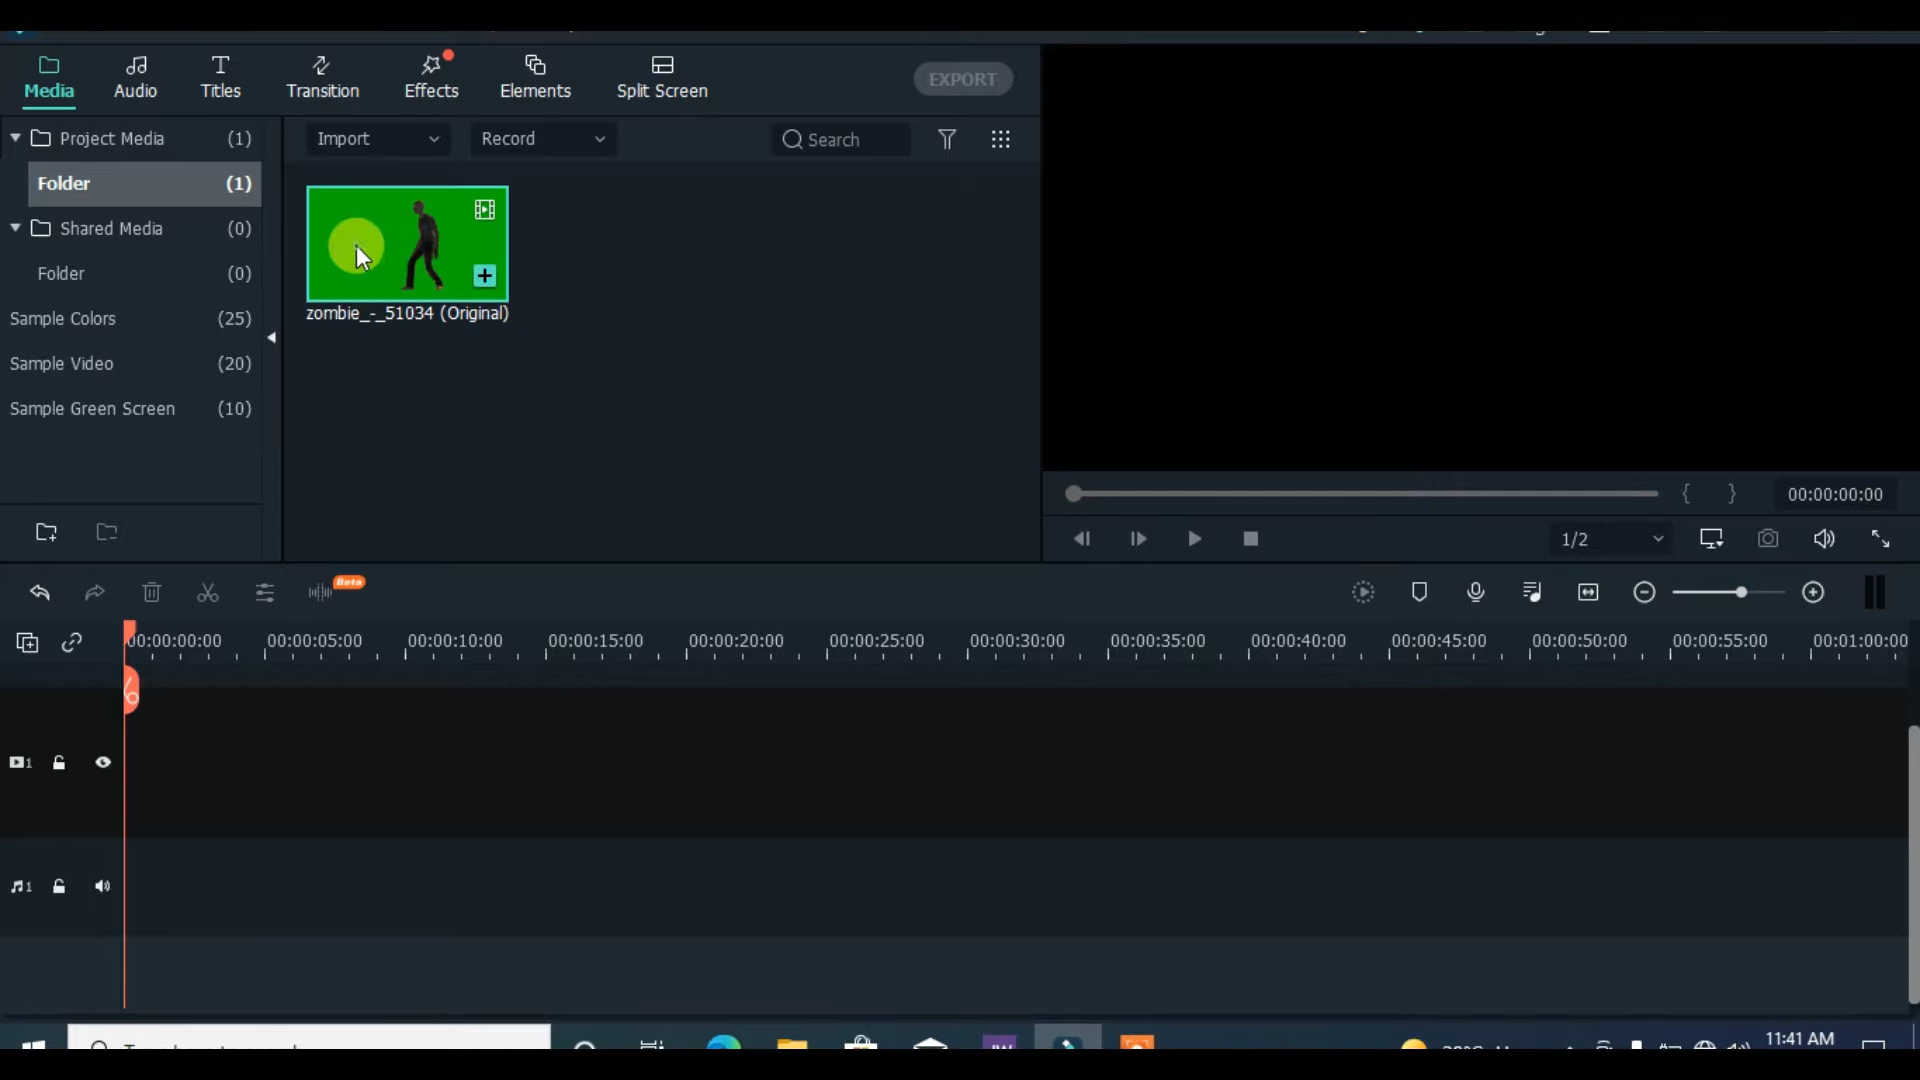 Media
Audio
Titles
Transition
Effects
Elements
Split Screen
EXPORT
Project Media (1)
Folder (1)
Shared Media (0)
Folder (0)
Sample Colors (25)
Sample Video (20)
Sample Green Screen (10)
Import
Record
Search
zombie_-_51034 (Original)
{ } 00:00:00:00
1/2
Beta
00:00:00:00 00:00:05:00 00:00:10:00 00:00:15:00 00:00:20:00 00:00:25:00 00:00:30:00 00:00:35:00 00:00:40:00 00:00:45:00 00:00:50:00 00:00:55:00 00:01:00:00
1
1
11:41 AM